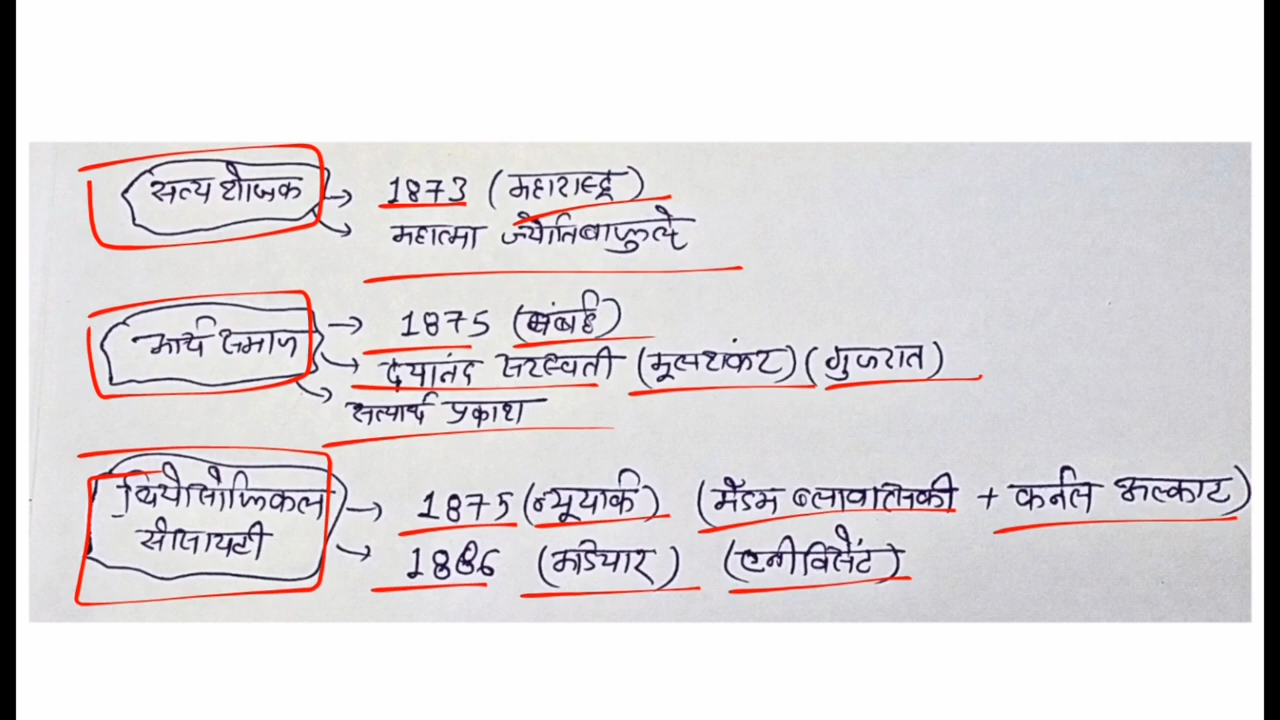 सत्य शोधक → 1873 (महाराष्ट्र)
→ महात्मा ज्योतिबाफुले
आर्य समाज → 1875 (बंबई)
→ दयानंद सरस्वती (मूलशंकर) (गुजरात)
→ सत्यार्थ प्रकाश
थियोसोफिकल → 1875 (न्यूयार्क) (मैडम ब्लावात्सकी + कर्नल अल्काट)
सोसायटी → 1886 (अडियार) (एनीबिसेंट)